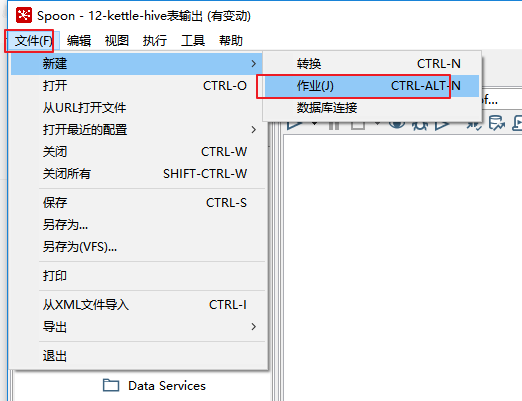 Spoon - 12-kettle-hive表输出 (有变动)
文件(F) 编辑 视图 执行 工具 帮助
新建
转换 CTRL-N
作业(J) CTRL-ALT-N
数据库连接
打开 CTRL-O
从URL打开文件
打开最近的配置
关闭 CTRL-W
关闭所有 SHIFT-CTRL-W
保存 CTRL-S
另存为...
另存为(VFS)...
打印
从XML文件导入 CTRL-I
导出
退出
Data Services